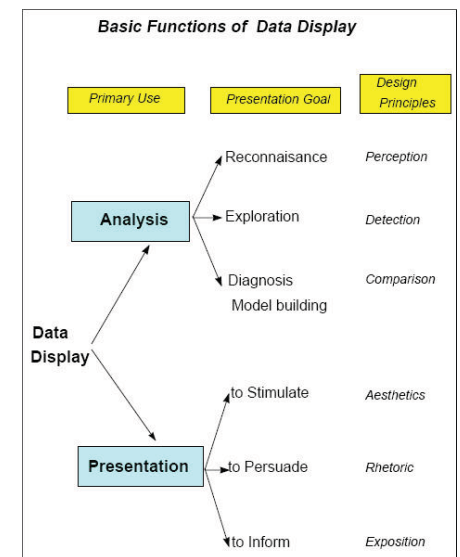 Basic Functions of Data Display
Primary Use
Presentation Goal
Design
Principles
Reconnaisance
Perception
Analysis
Exploration
Detection
Diagnosis
Comparison
Model building
Data
Display
to Stimulate
Aesthetics
Presentation
to Persuade
Rhetoric
to Inform
Exposition